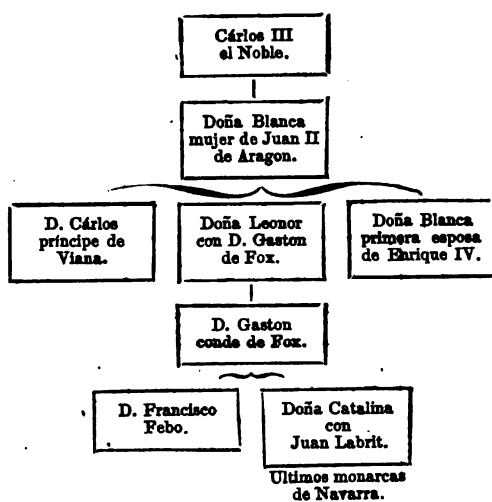 Cárlos III
el Noble.
Doña Blanca
mujer de Juan II
de Aragon.
D. Cárlos
príncipe de
Viana.
Doña Leonor
con D. Gaston
de Fox.
Doña Blanca
primera esposa
de Enrique IV.
D. Gaston
conde de Fox.
D. Francisco
Febo.
Doña Catalina
con
Juan Labrit.
Ultimos monarcas
de Navarra.